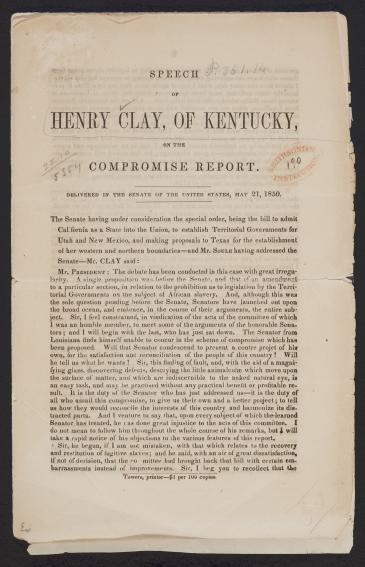 SPEECH
OF
HENRY CLAY, OF KENTUCKY,
ON THE
COMPROMISE REPORT.
DELIVERED IN THE SENATE OF THE UNITED STATES, MAY 21, 1850.
The Senate having under consideration the special order, being the bill to admit
California as a State into the Union, to establish Territorial Governments for
Utah and New Mexico, and making proposals to Texas for the establishment
of her western and northern boundaries—and Mr. SOULE having addressed the
Senate—Mr. CLAY said:
Mr. PRESIDENT: The debate has been conducted in this case with great irregu-
larity. A single proposition was before the Senate, and that of an amendment
to a particular section, in relation to the prohibition as to legislation by the Terri-
torial Governments on the subject of African slavery. And, although this was
the sole question pending before the Senate, Senators have launched out upon
the broad ocean, and embrace, in the course of their arguments, the entire sub-
ject. Sir, I feel constrained, in vindication of the acts of the committee of which
I was an humble member, to meet some of the arguments of the honorable Sena-
tors; and I will begin with the last, who has just sat down. The Senator from
Louisiana finds himself unable to concur in the scheme of compromise which has
been proposed. Will that Senator condescend to present a contre projet of his
own, for the satisfaction and reconciliation of the people of this country? Will
he tell us what he wants? Sir, this finding of fault, and, with the aid of a magni-
fying glass, discovering defects, descrying the little animalculæ which move upon
the surface of matter, and which are indiscernible to the naked natural eye, is
an easy task, and may be practised without any practical benefit or profitable re-
sult. It is the duty of the Senator who has just addressed us—it is the duty of
all who assail this compromise, to give us their own and a better project; to tell
us how they would reconcile the interests of this country and harmonize its dis-
tracted parts. And I venture to say that, upon every subject of which the learned
Senator has treated, he has done great injustice to the acts of this committee. I
do not mean to follow him throughout the whole course of his remarks, but I will
take a rapid notice of his objections to the various features of this report.
Sir, he began, if I am not mistaken, with that which relates to the recovery
and restitution of fugitive slaves; and he said, with an air of great dissatisfaction,
if not of decision, that the committee had brought back that bill with certain em-
barrassments instead of improvements. Sir, I beg you to recollect that the
Towers, printer—$1 per 100 copies.